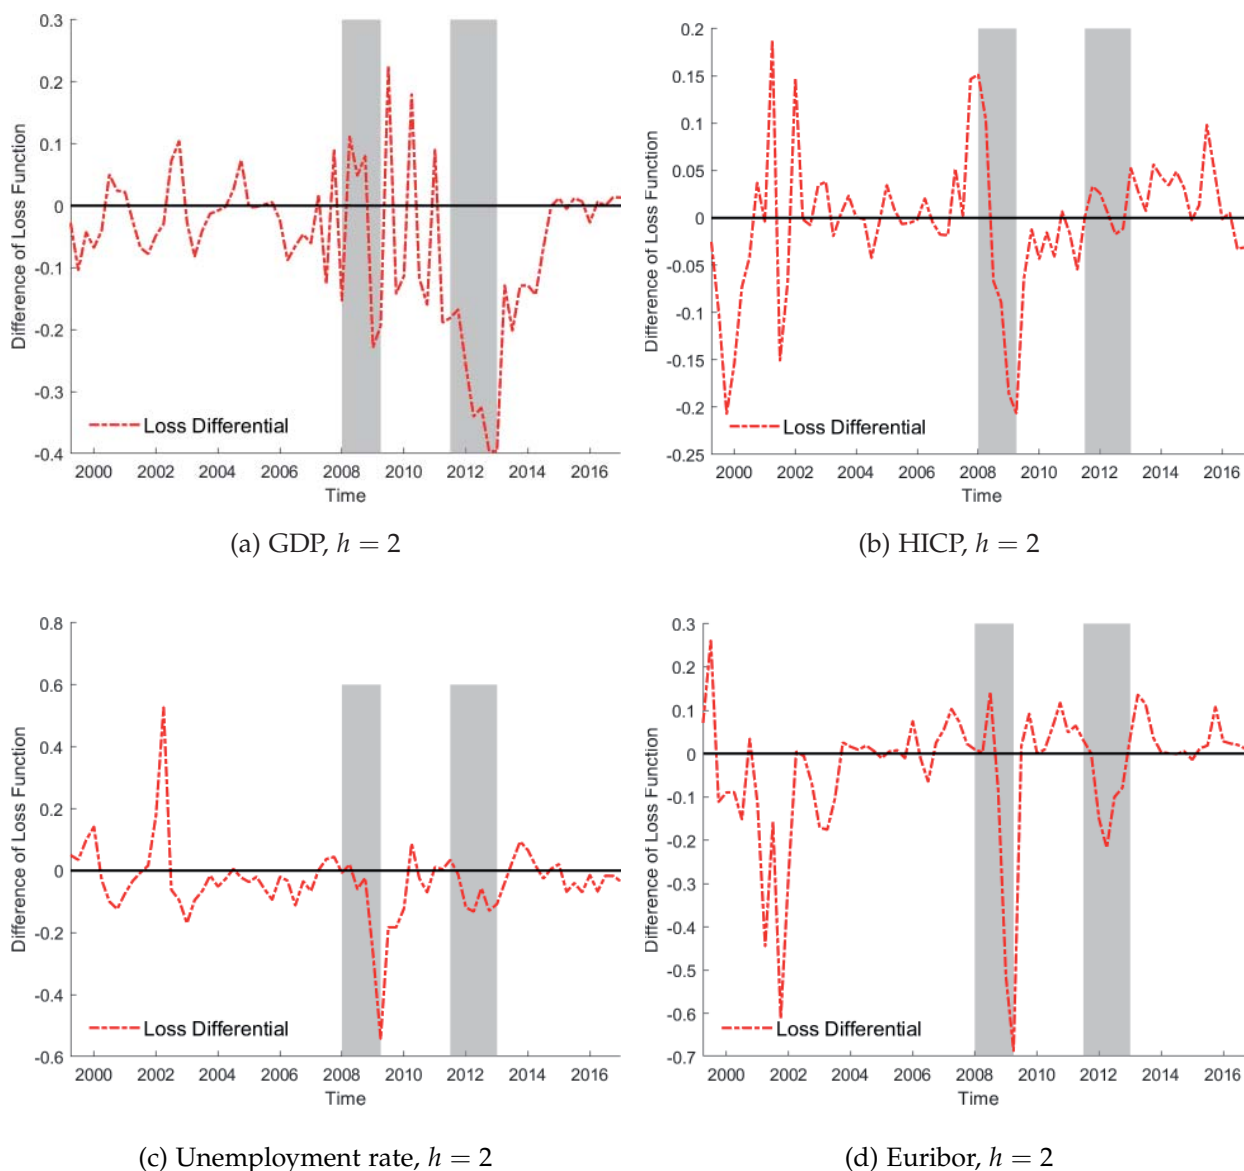 0.3
0.2
0.1
0
-0.1
-0.2
-0.3
-0.4
Difference of Loss Function
Loss Differential
2000 2002 2004 2006 2008 2010 2012 2014 2016
Time
(a) GDP, h = 2
0.2
0.15
0.1
0.05
0
-0.05
-0.1
-0.15
-0.2
-0.25
Difference of Loss Function
Loss Differential
2000 2002 2004 2006 2008 2010 2012 2014 2016
Time
(b) HICP, h = 2
0.8
0.6
0.4
0.2
0
-0.2
-0.4
-0.6
Difference of Loss Function
Loss Differential
2000 2002 2004 2006 2008 2010 2012 2014 2016
Time
(c) Unemployment rate, h = 2
0.3
0.2
0.1
0
-0.1
-0.2
-0.3
-0.4
-0.5
-0.6
-0.7
Difference of Loss Function
Loss Differential
2000 2002 2004 2006 2008 2010 2012 2014 2016
Time
(d) Euribor, h = 2